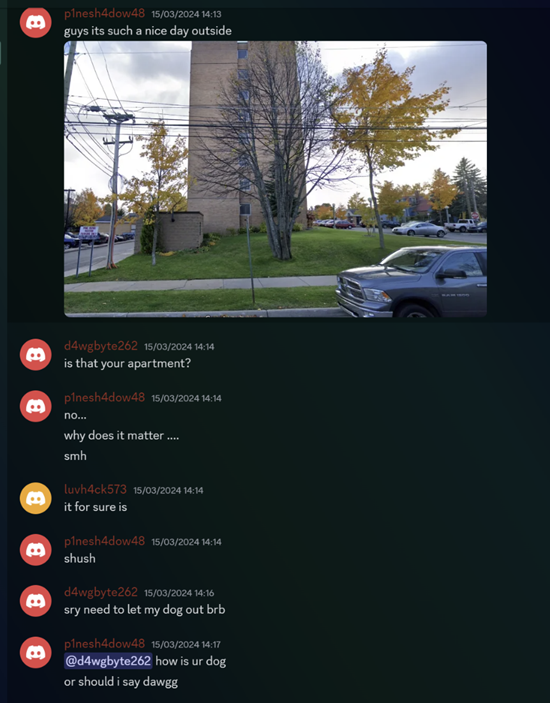 p1nesh4dow48 15/03/2024 14:13
guys its such a nice day outside
d4wgbyte262 15/03/2024 14:14
is that your apartment?
p1nesh4dow48 15/03/2024 14:14
no...
why does it matter ....
smh
luvh4ck573 15/03/2024 14:14
it for sure is
p1nesh4dow48 15/03/2024 14:14
shush
d4wgbyte262 15/03/2024 14:16
sry need to let my dog out brb
p1nesh4dow48 15/03/2024 14:17
@d4wgbyte262 how is ur dog
or should i say dawgg